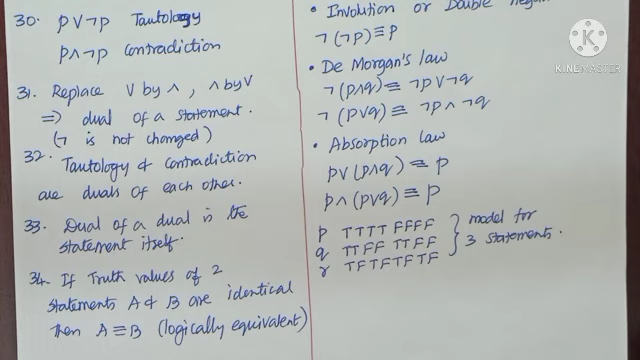 30. p∨¬p Tautology
p∧¬p contradiction
31. Replace ∨ by ∧, ∧ by ∨
⇒ dual of a statement.
(¬ is not changed)
32. Tautology & contradiction
are duals of each other.
33. Dual of a dual is the
statement itself.
34. If Truth values of 2
statements A & B are identical
then A≡B (logically equivalent)
• Involution or Double
¬(¬p)≡p
• De Morgan's law
¬(p∧q)≡ ¬p∨¬q
¬(p∨q)≡ ¬p∧¬q
• Absorption law
p∨(p∧q)≡p
p∧(p∨q)≡p
p TTTT FFFF
q TTFF TTFF
r TFTFTFTF
model for
3 statements.
KINEMASTER